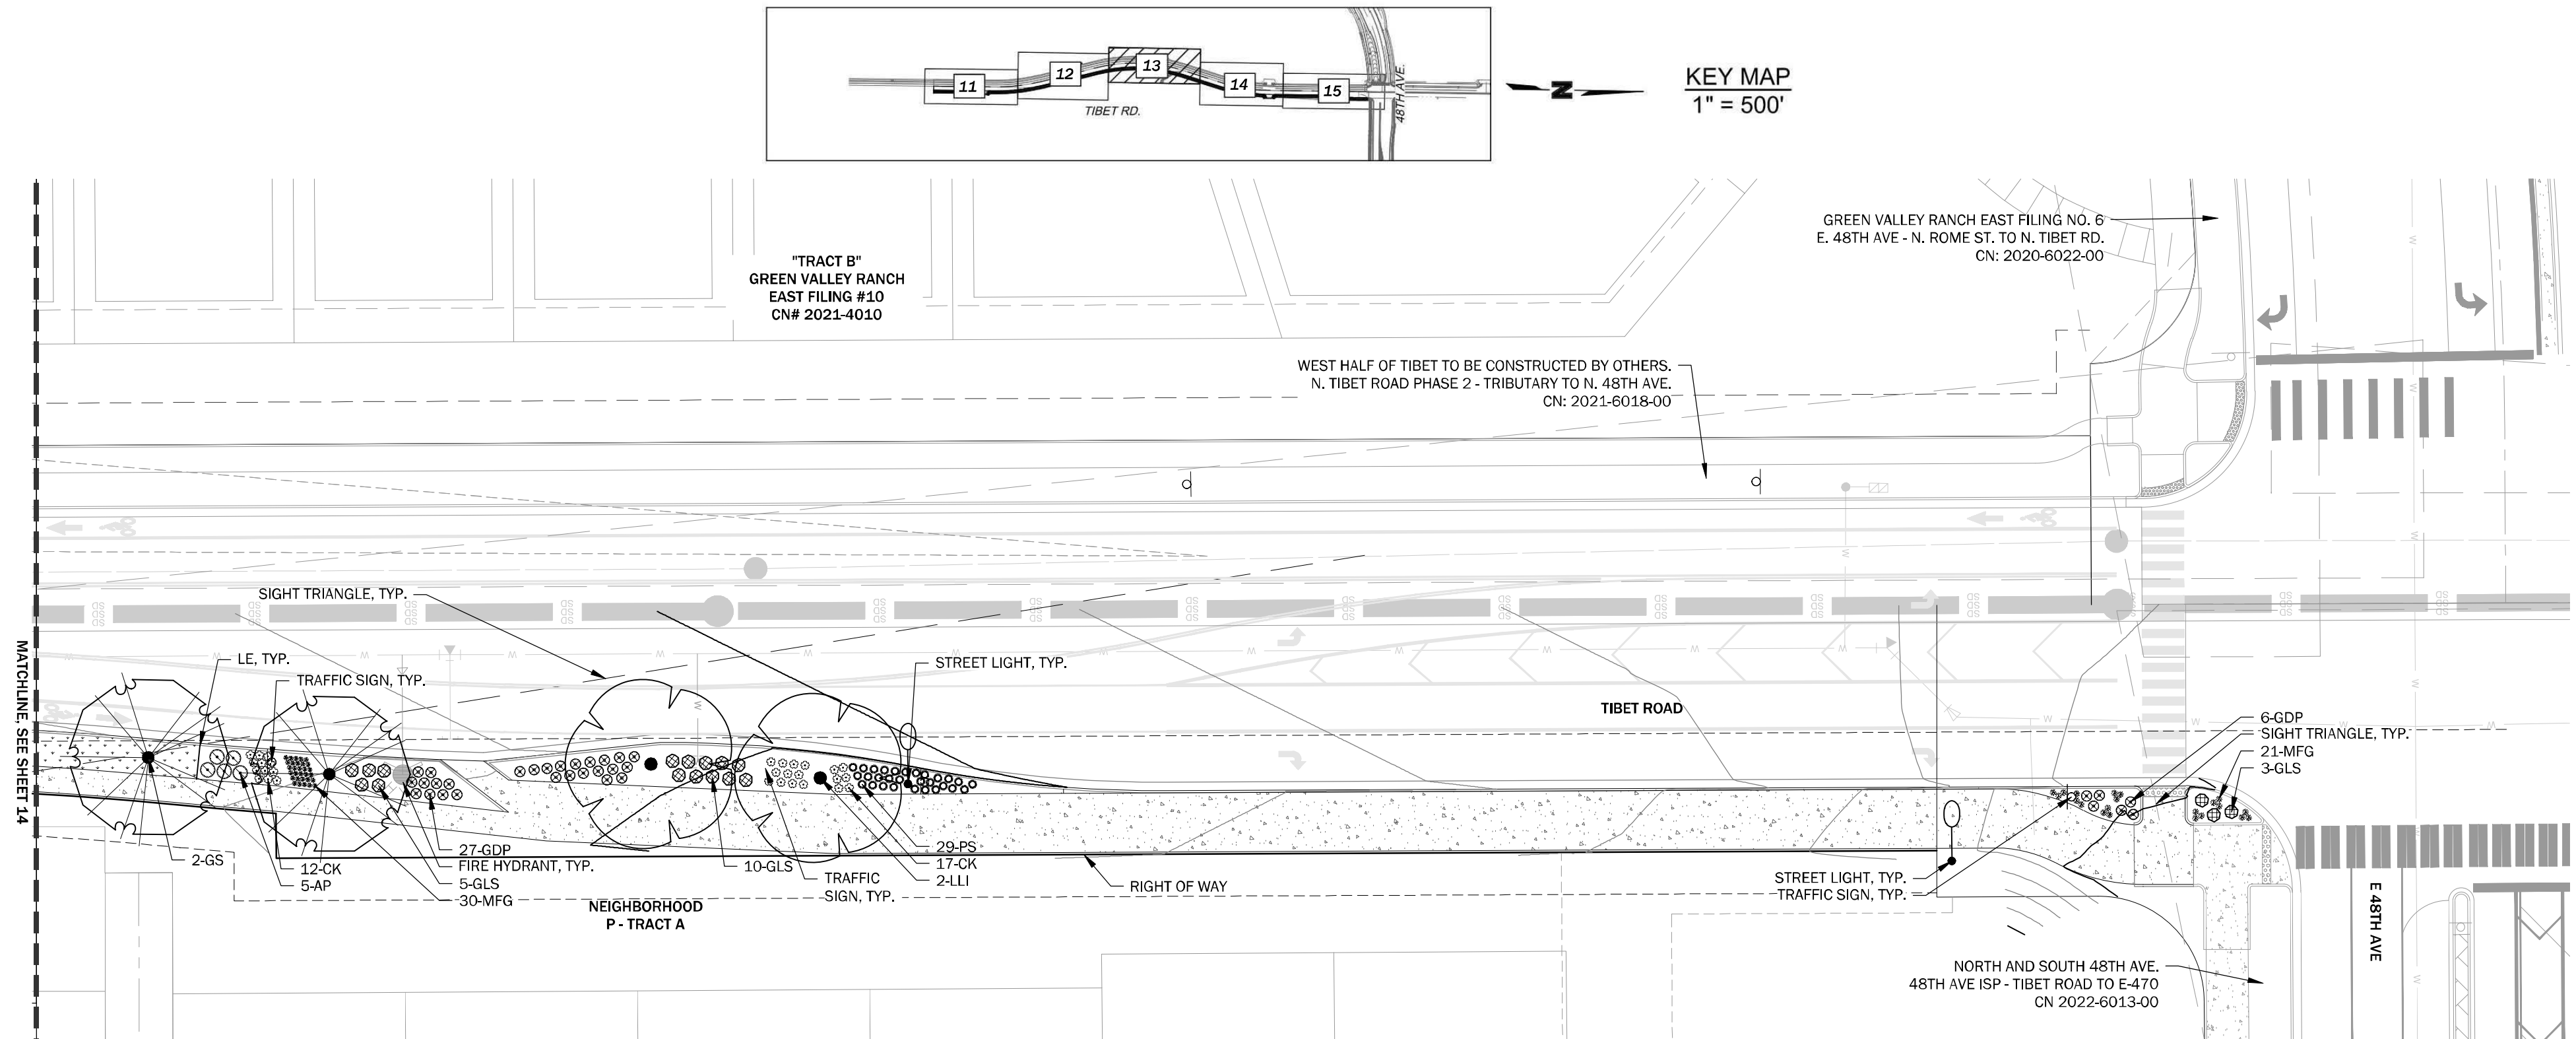 11
12
13
14
15
TIBET RD.
48TH AVE.
N
KEY MAP
1" = 500'
GREEN VALLEY RANCH EAST FILING NO. 6
E. 48TH AVE - N. ROME ST. TO N. TIBET RD.
CN: 2020-6022-00
"TRACT B"
GREEN VALLEY RANCH
EAST FILING #10
CN# 2021-4010
WEST HALF OF TIBET TO BE CONSTRUCTED BY OTHERS.
N. TIBET ROAD PHASE 2 - TRIBUTARY TO N. 48TH AVE.
CN: 2021-6018-00
SIGHT TRIANGLE, TYP.
LE, TYP.
TRAFFIC SIGN, TYP.
STREET LIGHT, TYP.
MATCHLINE, SEE SHEET 14
TIBET ROAD
6-GDP
SIGHT TRIANGLE, TYP.
21-MFG
3-GLS
2-GS
12-CK
5-AP
27-GDP
FIRE HYDRANT, TYP.
5-GLS
30-MFG
10-GLS
TRAFFIC
SIGN, TYP.
29-PS
17-CK
2-LLI
RIGHT OF WAY
STREET LIGHT, TYP.
TRAFFIC SIGN, TYP.
NEIGHBORHOOD
P - TRACT A
E 48TH AVE
NORTH AND SOUTH 48TH AVE.
48TH AVE ISP - TIBET ROAD TO E-470
CN 2022-6013-00